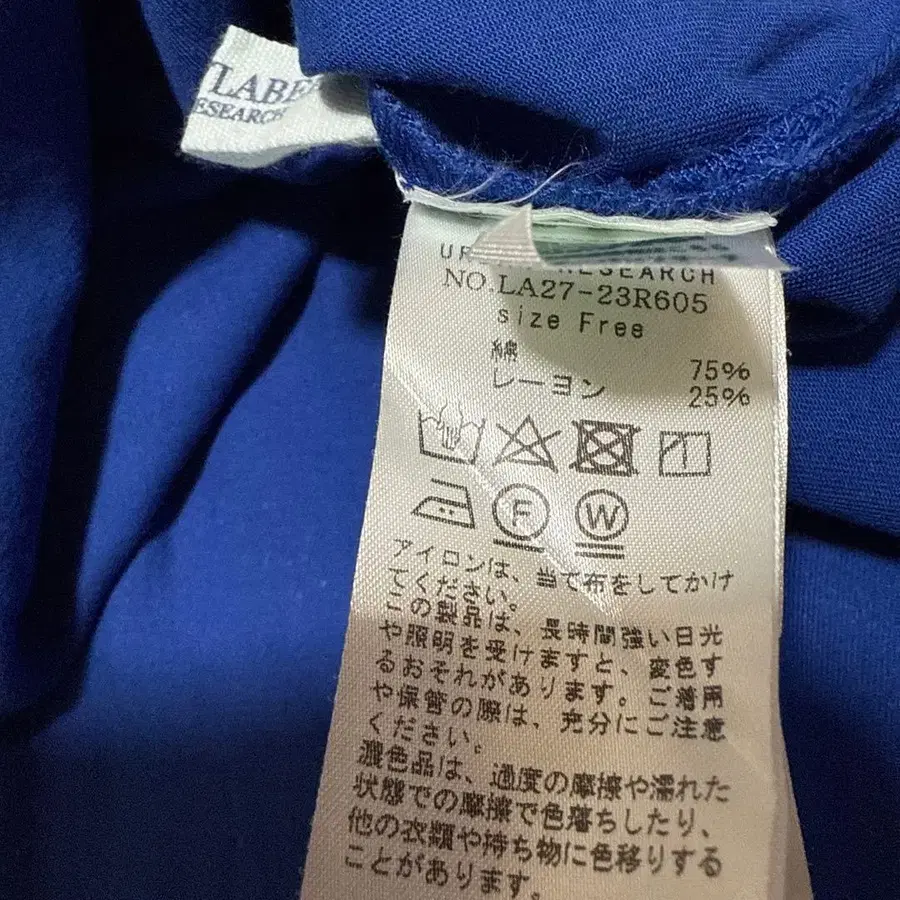 LABE
ESEARCH
UR RESEARCH
NO.LA27-23R605
size Free
綿 75%
レーヨン 25%
F W
アイロンは、当て布をしてかけ
てください。
この製品は、長時間強い日光
や照明を受けますと、変色す
るおそれがあります。ご着用
や保管の際は、充分にご注意
ください。
濃色品は、過度の摩擦や濡れた
状態での摩擦で色落ちしたり、
他の衣類や持ち物に色移りする
ことがあります。